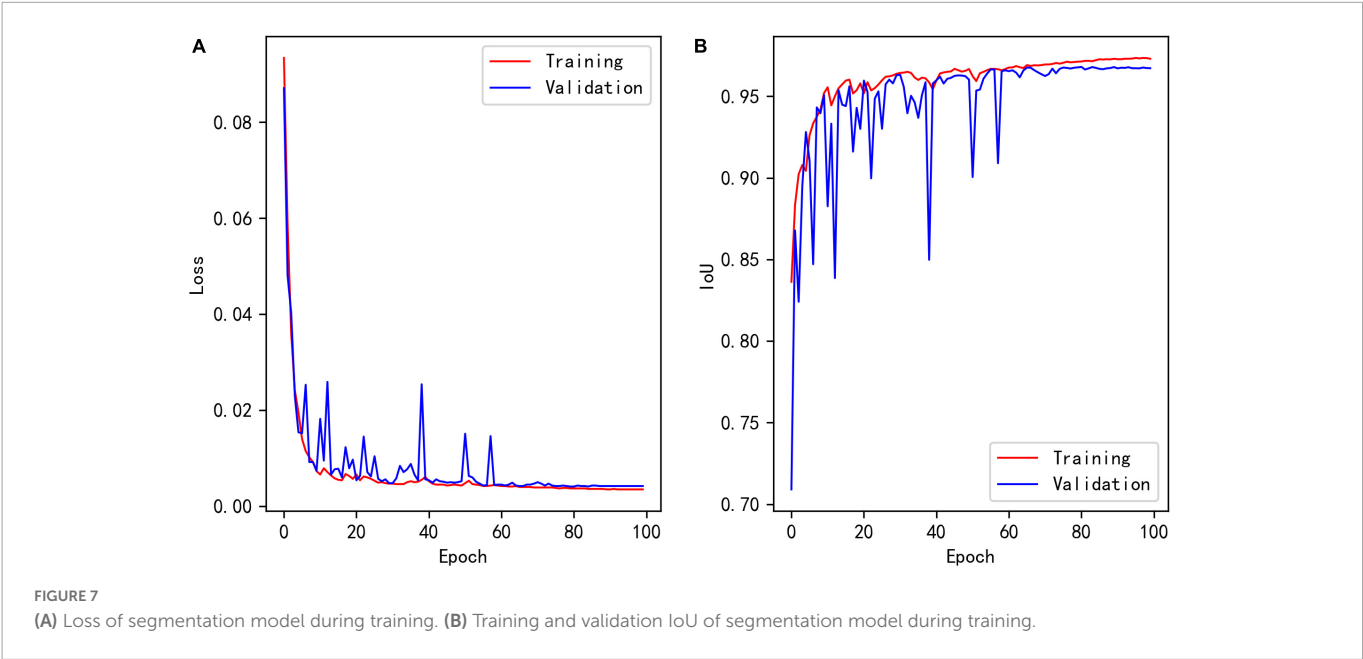 A
Training
Validation
0.08
0.06
0.04
0.02
0.00
Loss
0 20 40 60 80 100
Epoch
B
0.95
0.90
0.85
0.80
0.75
0.70
IoU
Training
Validation
0 20 40 60 80 100
Epoch
FIGURE 7
(A) Loss of segmentation model during training. (B) Training and validation IoU of segmentation model during training.